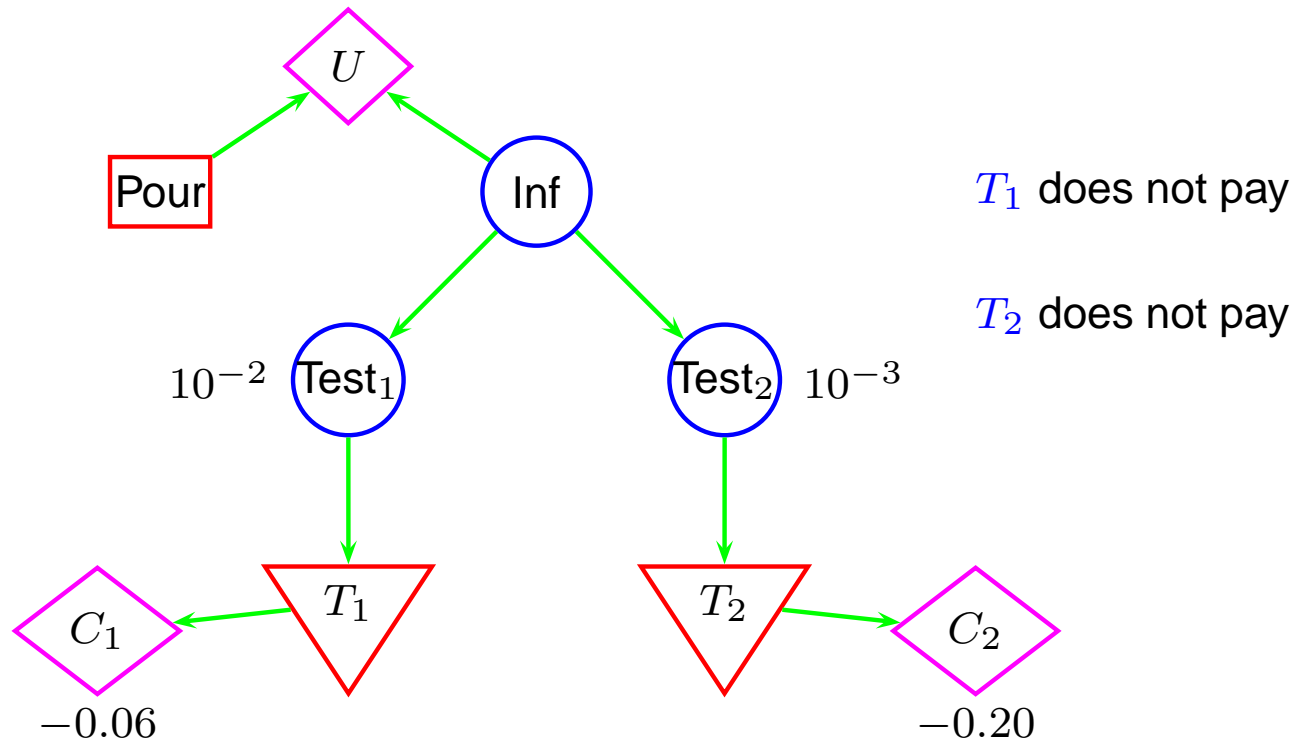 U
Pour
Inf
T₁ does not pay
T₂ does not pay
10⁻²
Test₁
Test₂
10⁻³
C₁
T₁
T₂
C₂
−0.06
−0.20